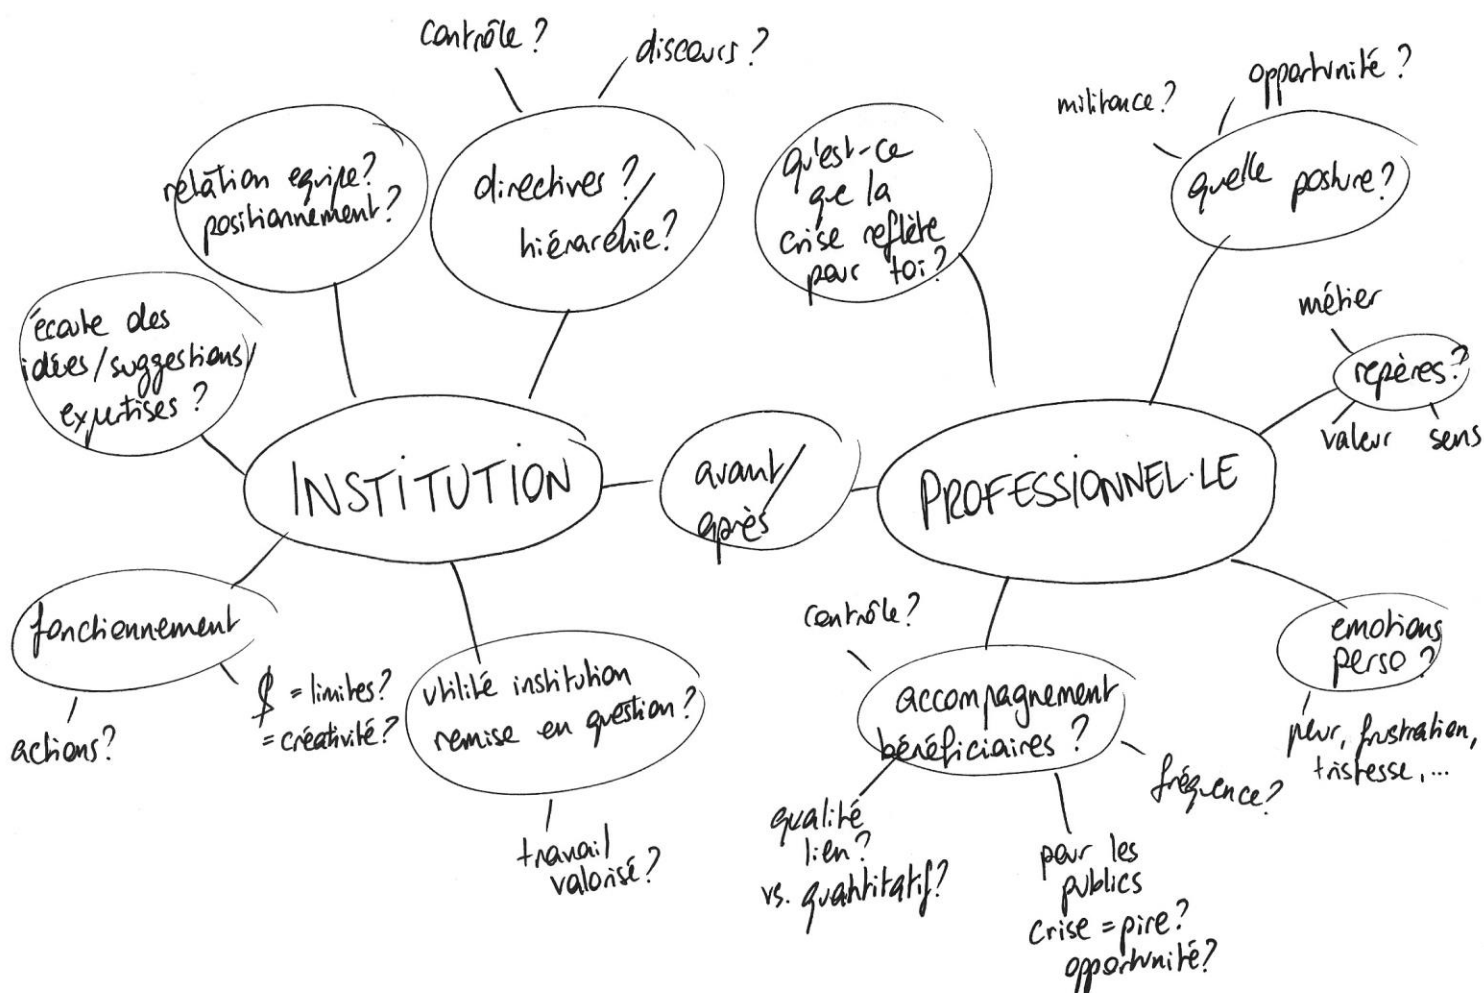 contrôle ?
discours ?
relation equipe?
positionnement?
directives ? /
hiérarchie?
écoute des
idées/suggestions/
expertises ?
INSTITUTION
fonctionnement
actions?
$ = limites?
= créativité?
utilité institution
remise en question?
travail
valorisé?
avant/
après
qu'est-ce
que la
crise reflète
pour toi?
militance?
opportunité ?
quelle posture?
métier
repères?
valeur sens
PROFESSIONNEL·LE
emotions
perso ?
peur, frustration,
tristesse, ...
contrôle?
accompagnement
bénéficiaires ?
fréquence?
qualité
lien?
vs. quantitatif?
pour les
publics
crise = pire?
opportunité?